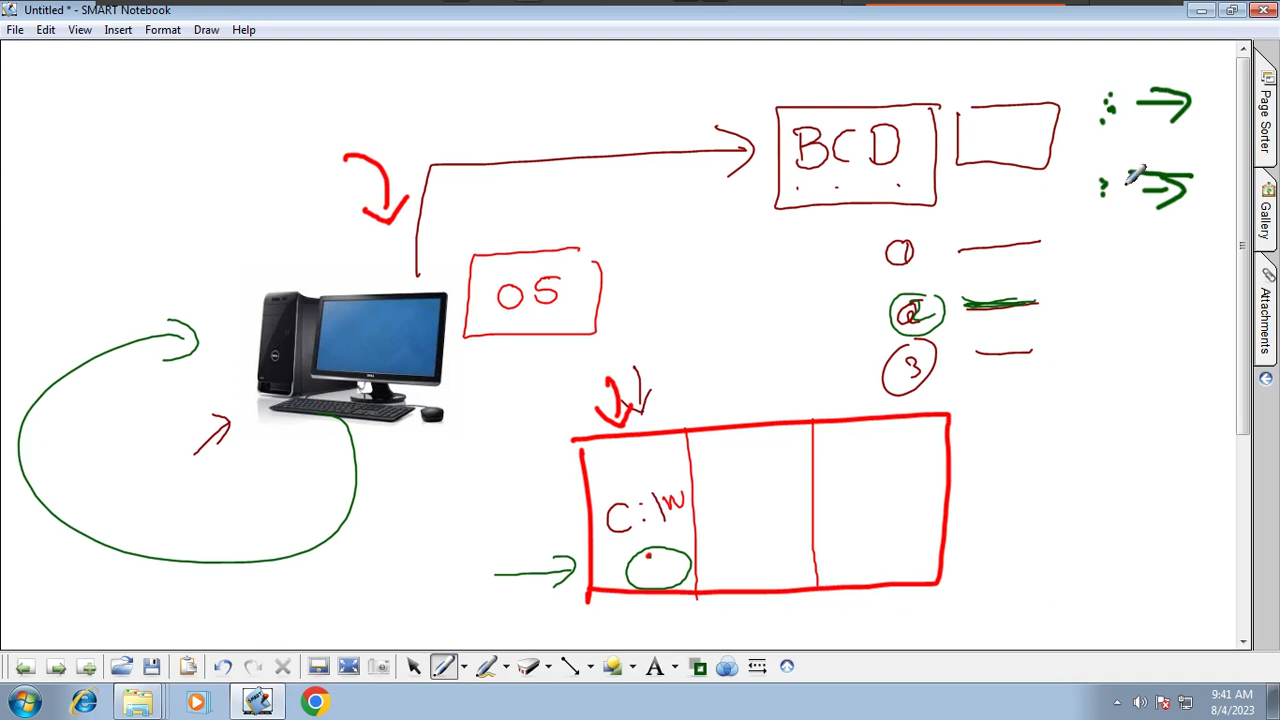 Untitled * - SMART Notebook
File Edit View Insert Format Draw Help
BCD
OS
1
2
3
C:\W
Page Sorter
Gallery
Attachments
A
9:41 AM
8/4/2023